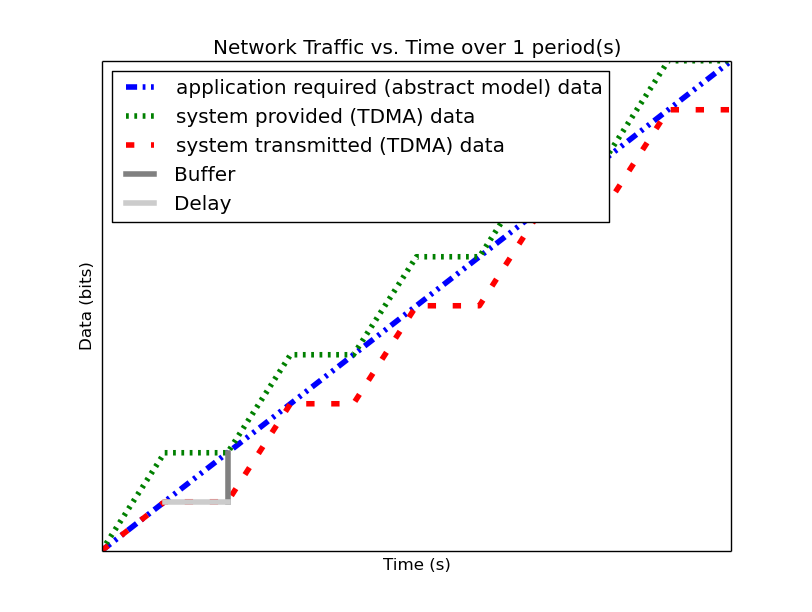 Network Traffic vs. Time over 1 period(s)
application required (abstract model) data
system provided (TDMA) data
system transmitted (TDMA) data
Buffer
Delay
Data (bits)
Time (s)